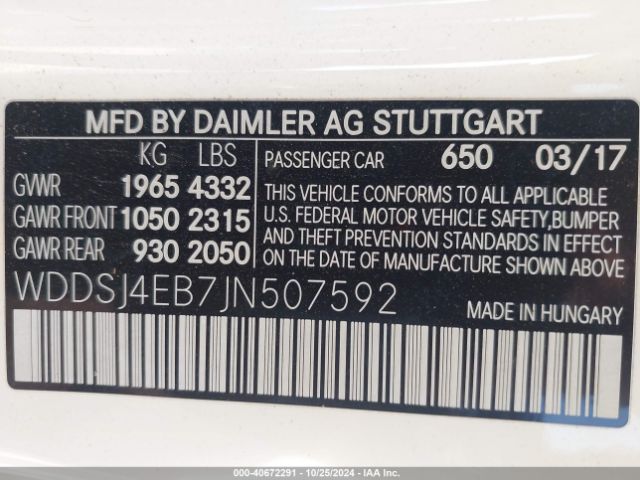 MFD BY DAIMLER AG STUTTGART
KG LBS
GVWR 1965 4332
GAWR FRONT 1050 2315
GAWR REAR 930 2050
PASSENGER CAR 650 03/17
THIS VEHICLE CONFORMS TO ALL APPLICABLE
U.S. FEDERAL MOTOR VEHICLE SAFETY,BUMPER
AND THEFT PREVENTION STANDARDS IN EFFECT
ON THE DATE OF MANUFACTURE SHOWN ABOVE
WDDSJ4EB7JN507592
MADE IN HUNGARY
000-40672291 - 10/25/2024 - CARFAX
IAA Inc.